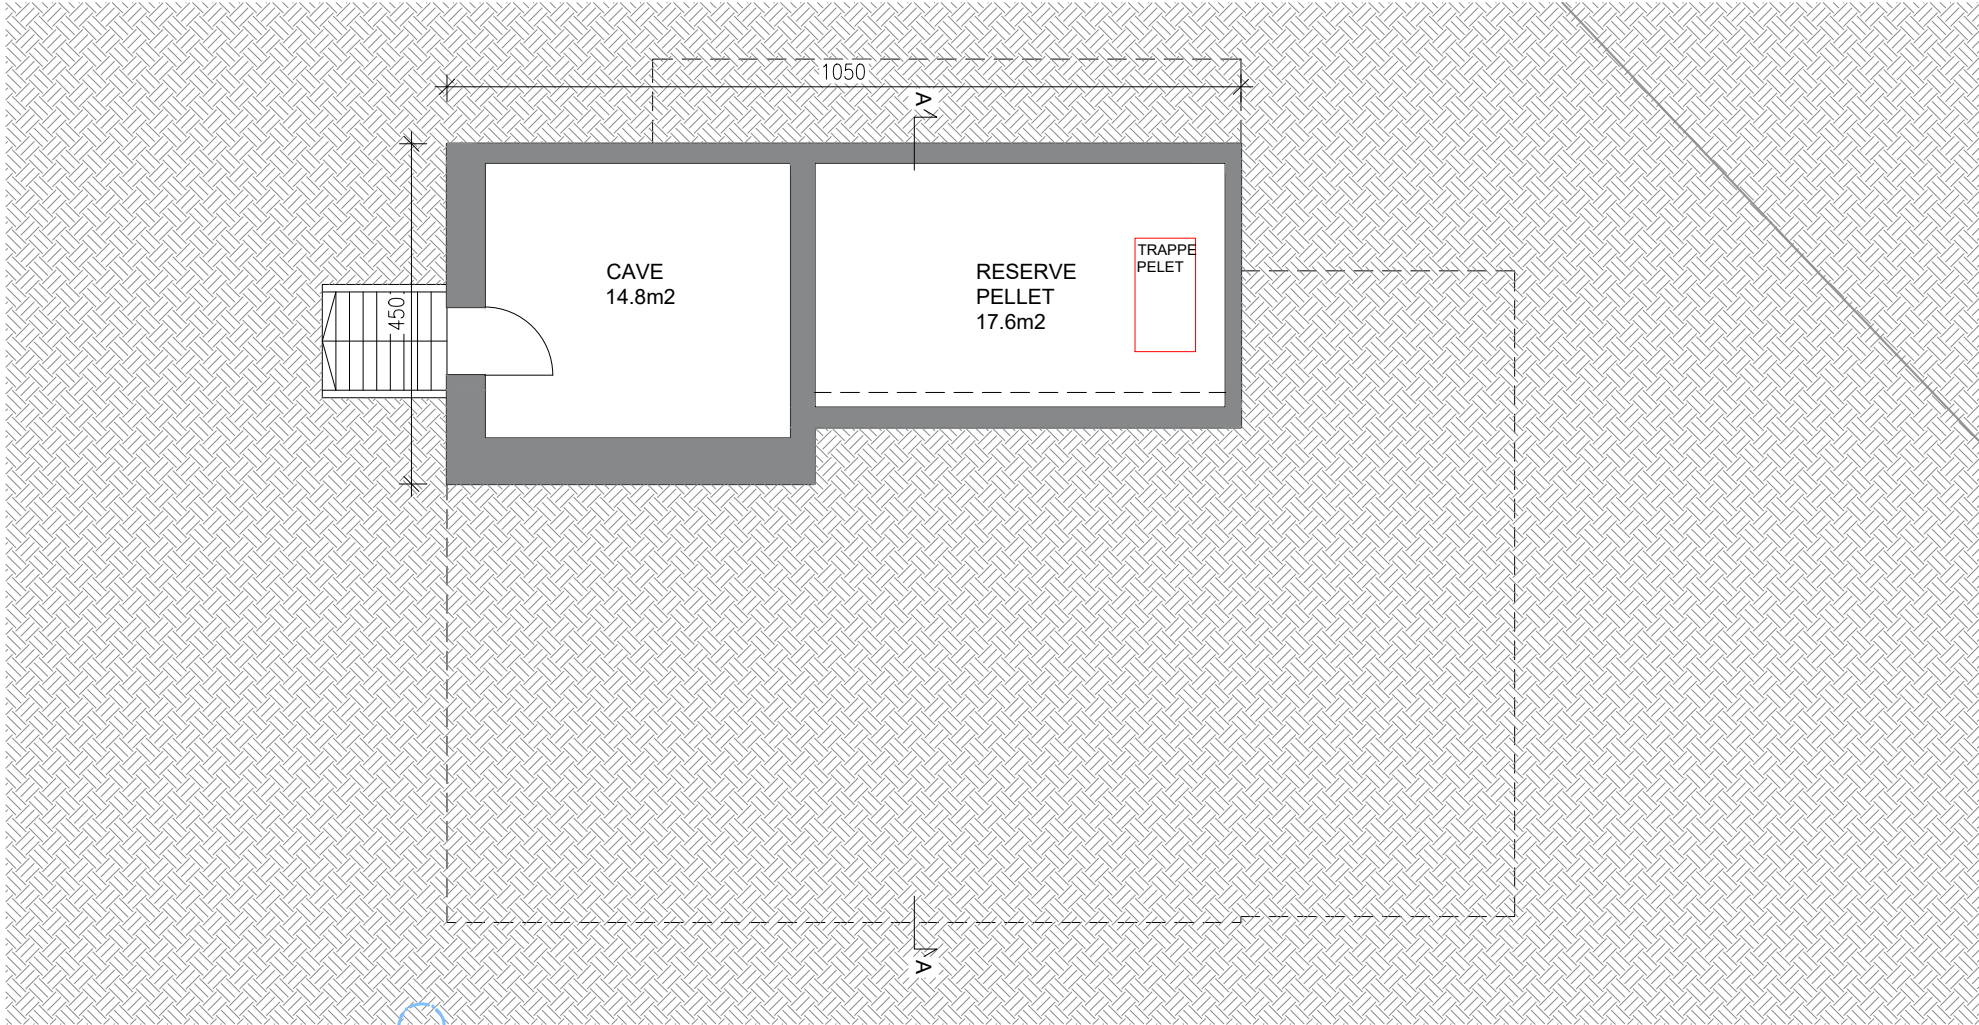 1050
A
450
CAVE
14.8m2
RESERVE
PELLET
17.6m2
TRAPPE
PELET
A